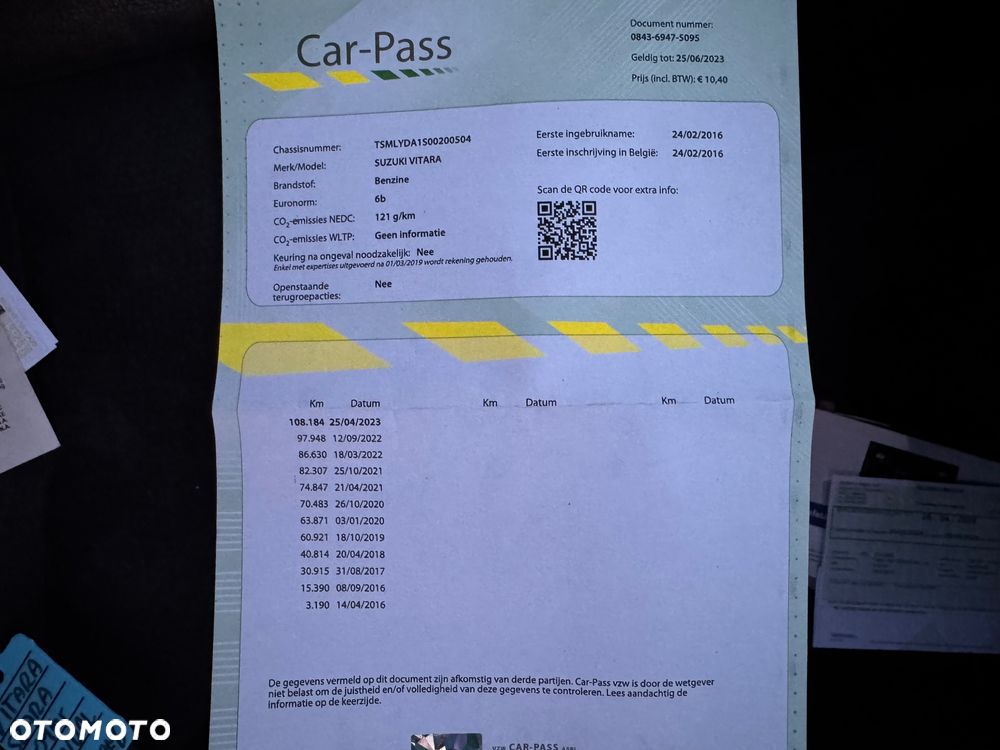 Car-Pass
Document nummer:
0843-6947-S095
Geldig tot: 25/06/2023
Prijs (incl. BTW): € 10,40
Chassisnummer: TSMLYDA1S00200504
Merk/Model: SUZUKI VITARA
Brandstof: Benzine
Euronorm: 6b
CO2-emissies NEDC: 121 g/km
CO2-emissies WLTP: Geen informatie
Keuring na ongeval noodzakelijk: Nee
Enkel met expertises uitgevoerd na 01/03/2019 wordt rekening gehouden.
Openstaande
terugroepacties: Nee
Eerste ingebruikname: 24/02/2016
Eerste inschrijving in België: 24/02/2016
Scan de QR code voor extra info:
Km Datum Km Datum Km Datum
108.184 25/04/2023
97.948 12/09/2022
86.630 18/03/2022
82.307 25/10/2021
74.847 21/04/2021
70.483 26/10/2020
63.871 03/01/2020
60.921 18/10/2019
40.814 20/04/2018
30.915 31/08/2017
15.390 08/09/2016
3.190 14/04/2016
De gegevens vermeld op dit document zijn afkomstig van derde partijen. Car-Pass vzw is door de wetgever
niet belast om de juistheid en/of volledigheid van deze gegevens te controleren. Lees aandachtig de
informatie op de keerzijde.
VZW CAR-PASS ASBL
OTOMOTO